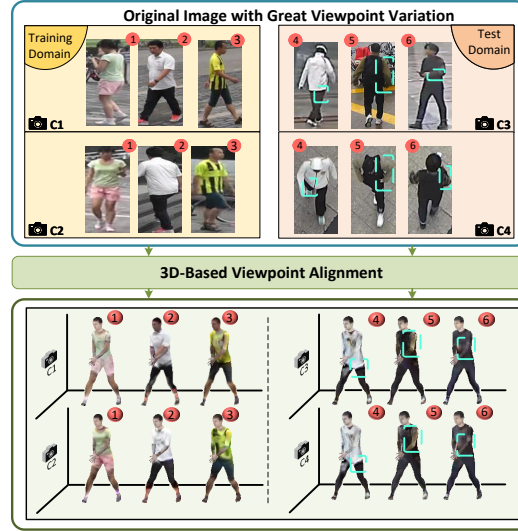 Original Image with Great Viewpoint Variation
Training
Domain
1
2
3
C1
4
5
6
Test
Domain
C3
1
2
3
C2
4
5
6
C4
3D-Based Viewpoint Alignment
1
2
3
C1
4
5
6
C3
1
2
3
C2
4
5
6
C4